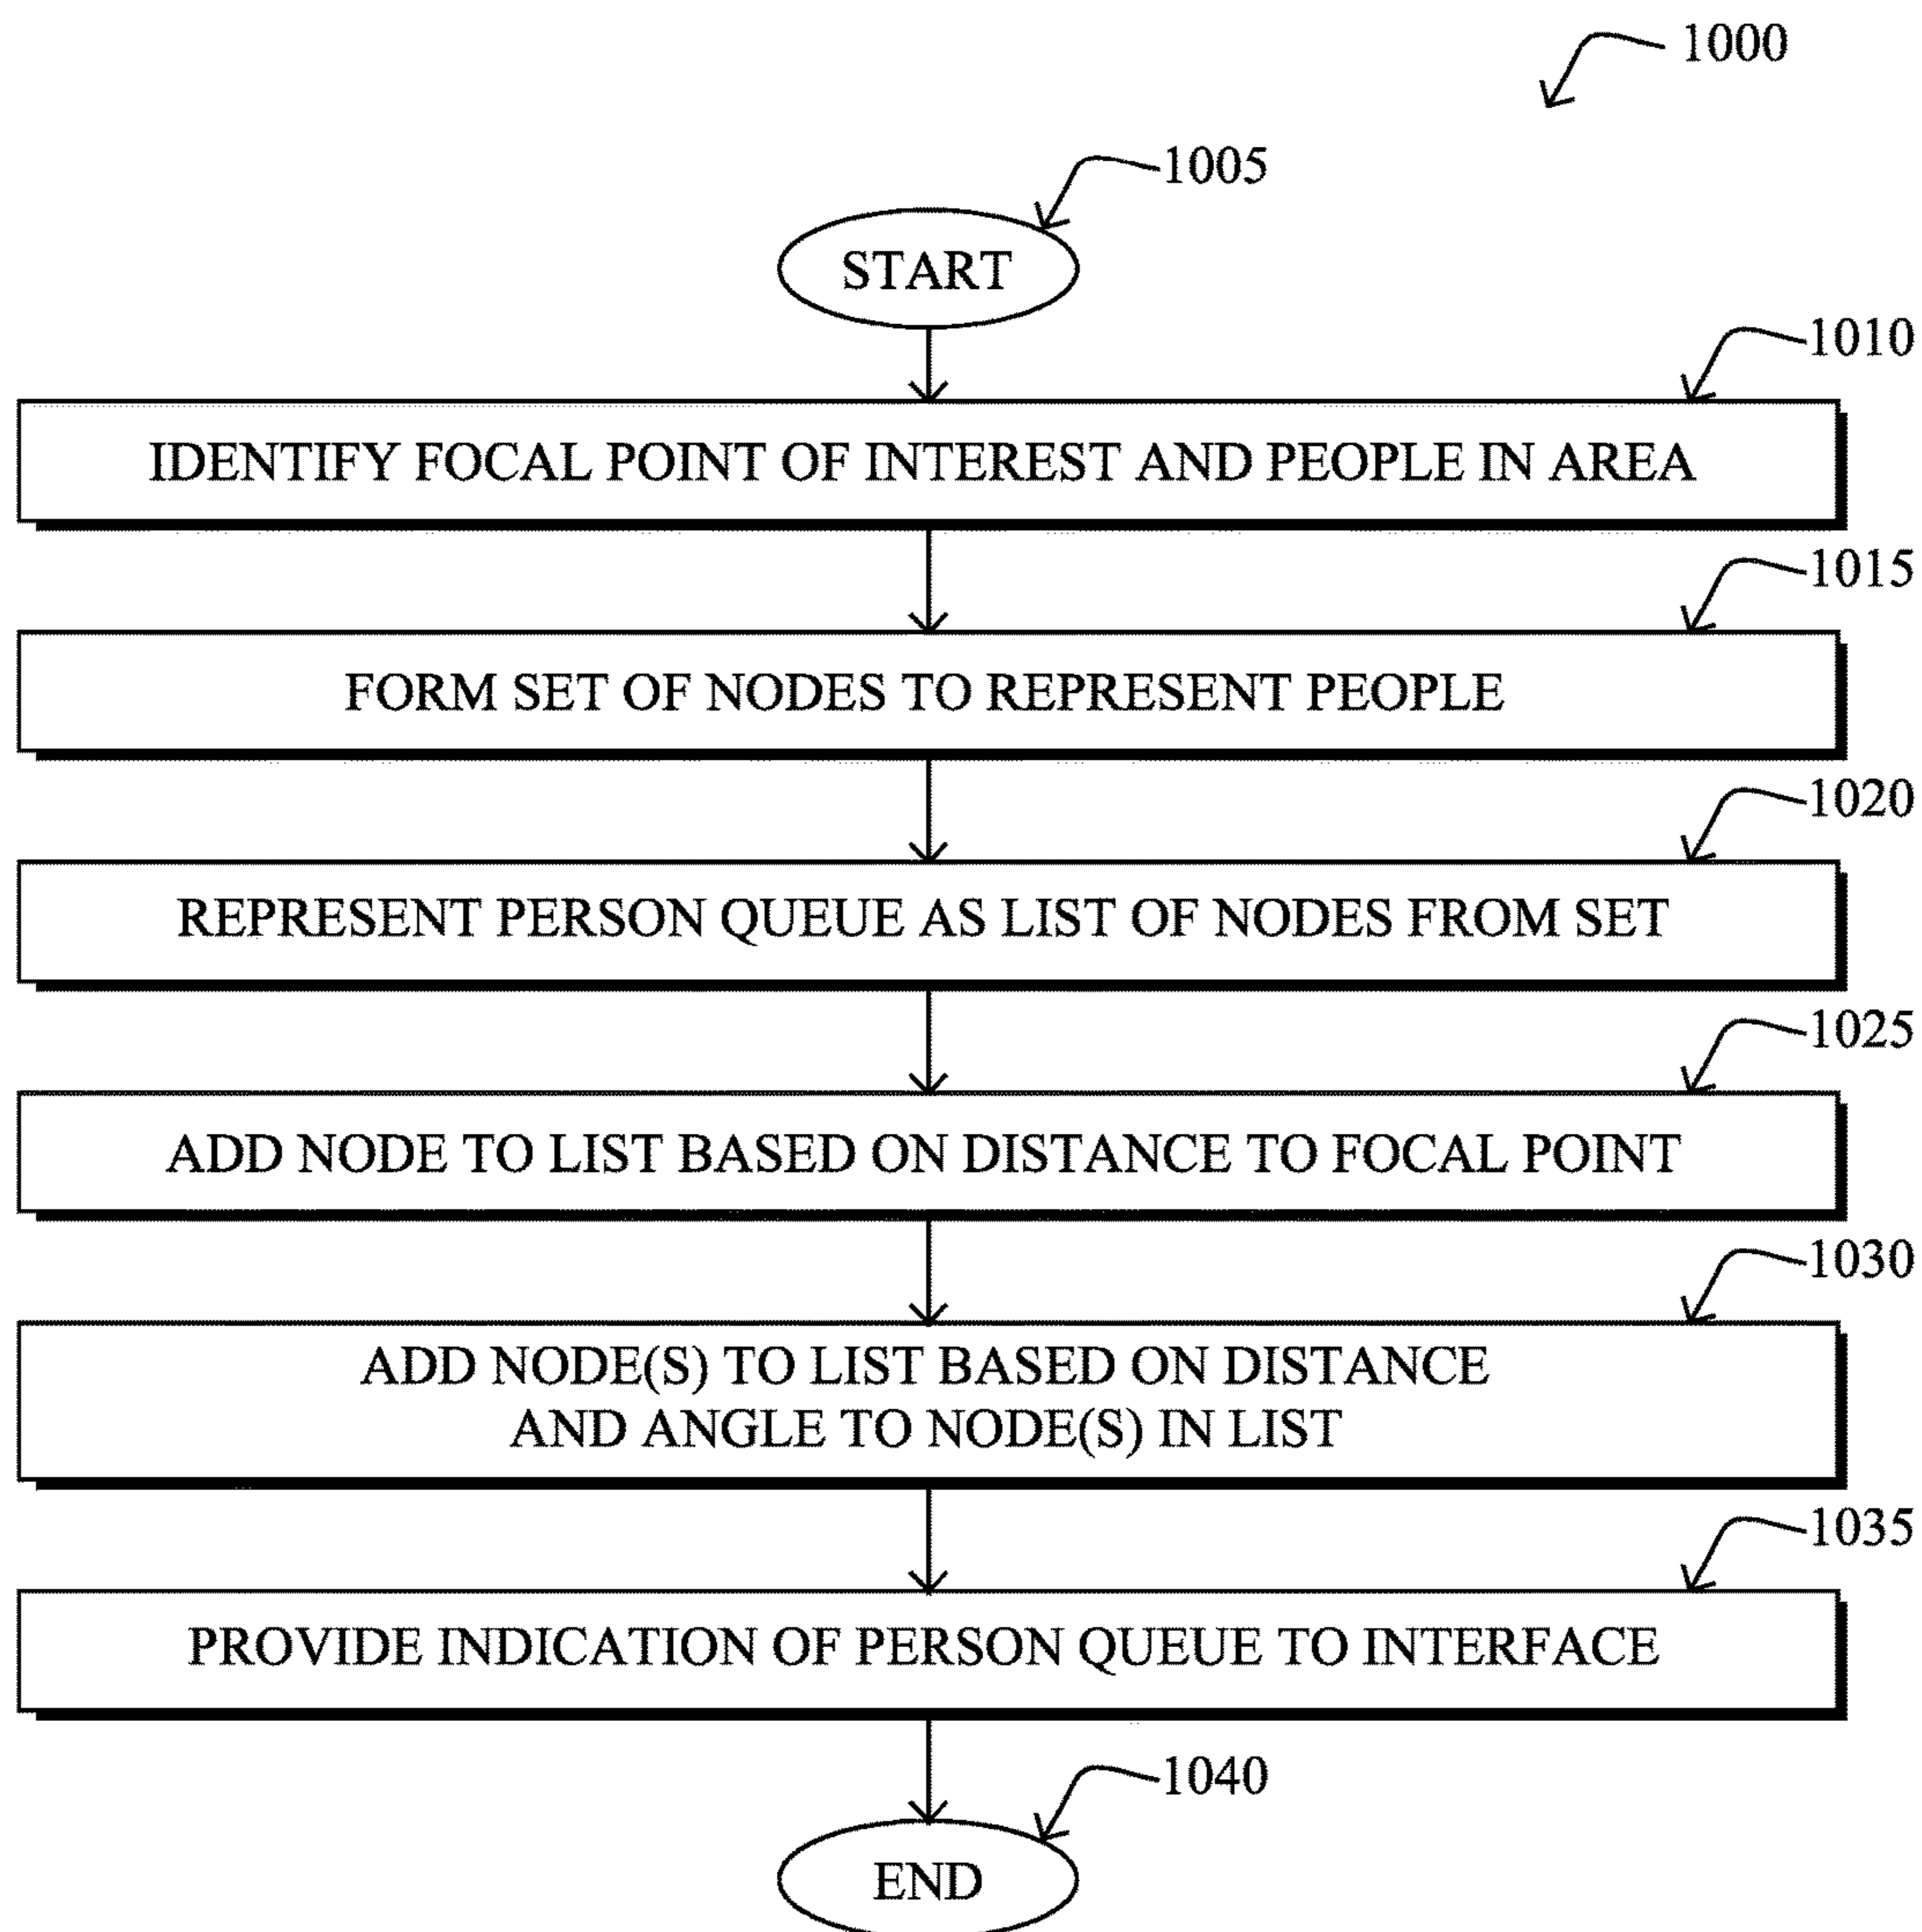 1000
1005
START
1010
IDENTIFY FOCAL POINT OF INTEREST AND PEOPLE IN AREA
1015
FORM SET OF NODES TO REPRESENT PEOPLE
1020
REPRESENT PERSON QUEUE AS LIST OF NODES FROM SET
1025
ADD NODE TO LIST BASED ON DISTANCE TO FOCAL POINT
1030
ADD NODE(S) TO LIST BASED ON DISTANCE
AND ANGLE TO NODE(S) IN LIST
1035
PROVIDE INDICATION OF PERSON QUEUE TO INTERFACE
1040
END